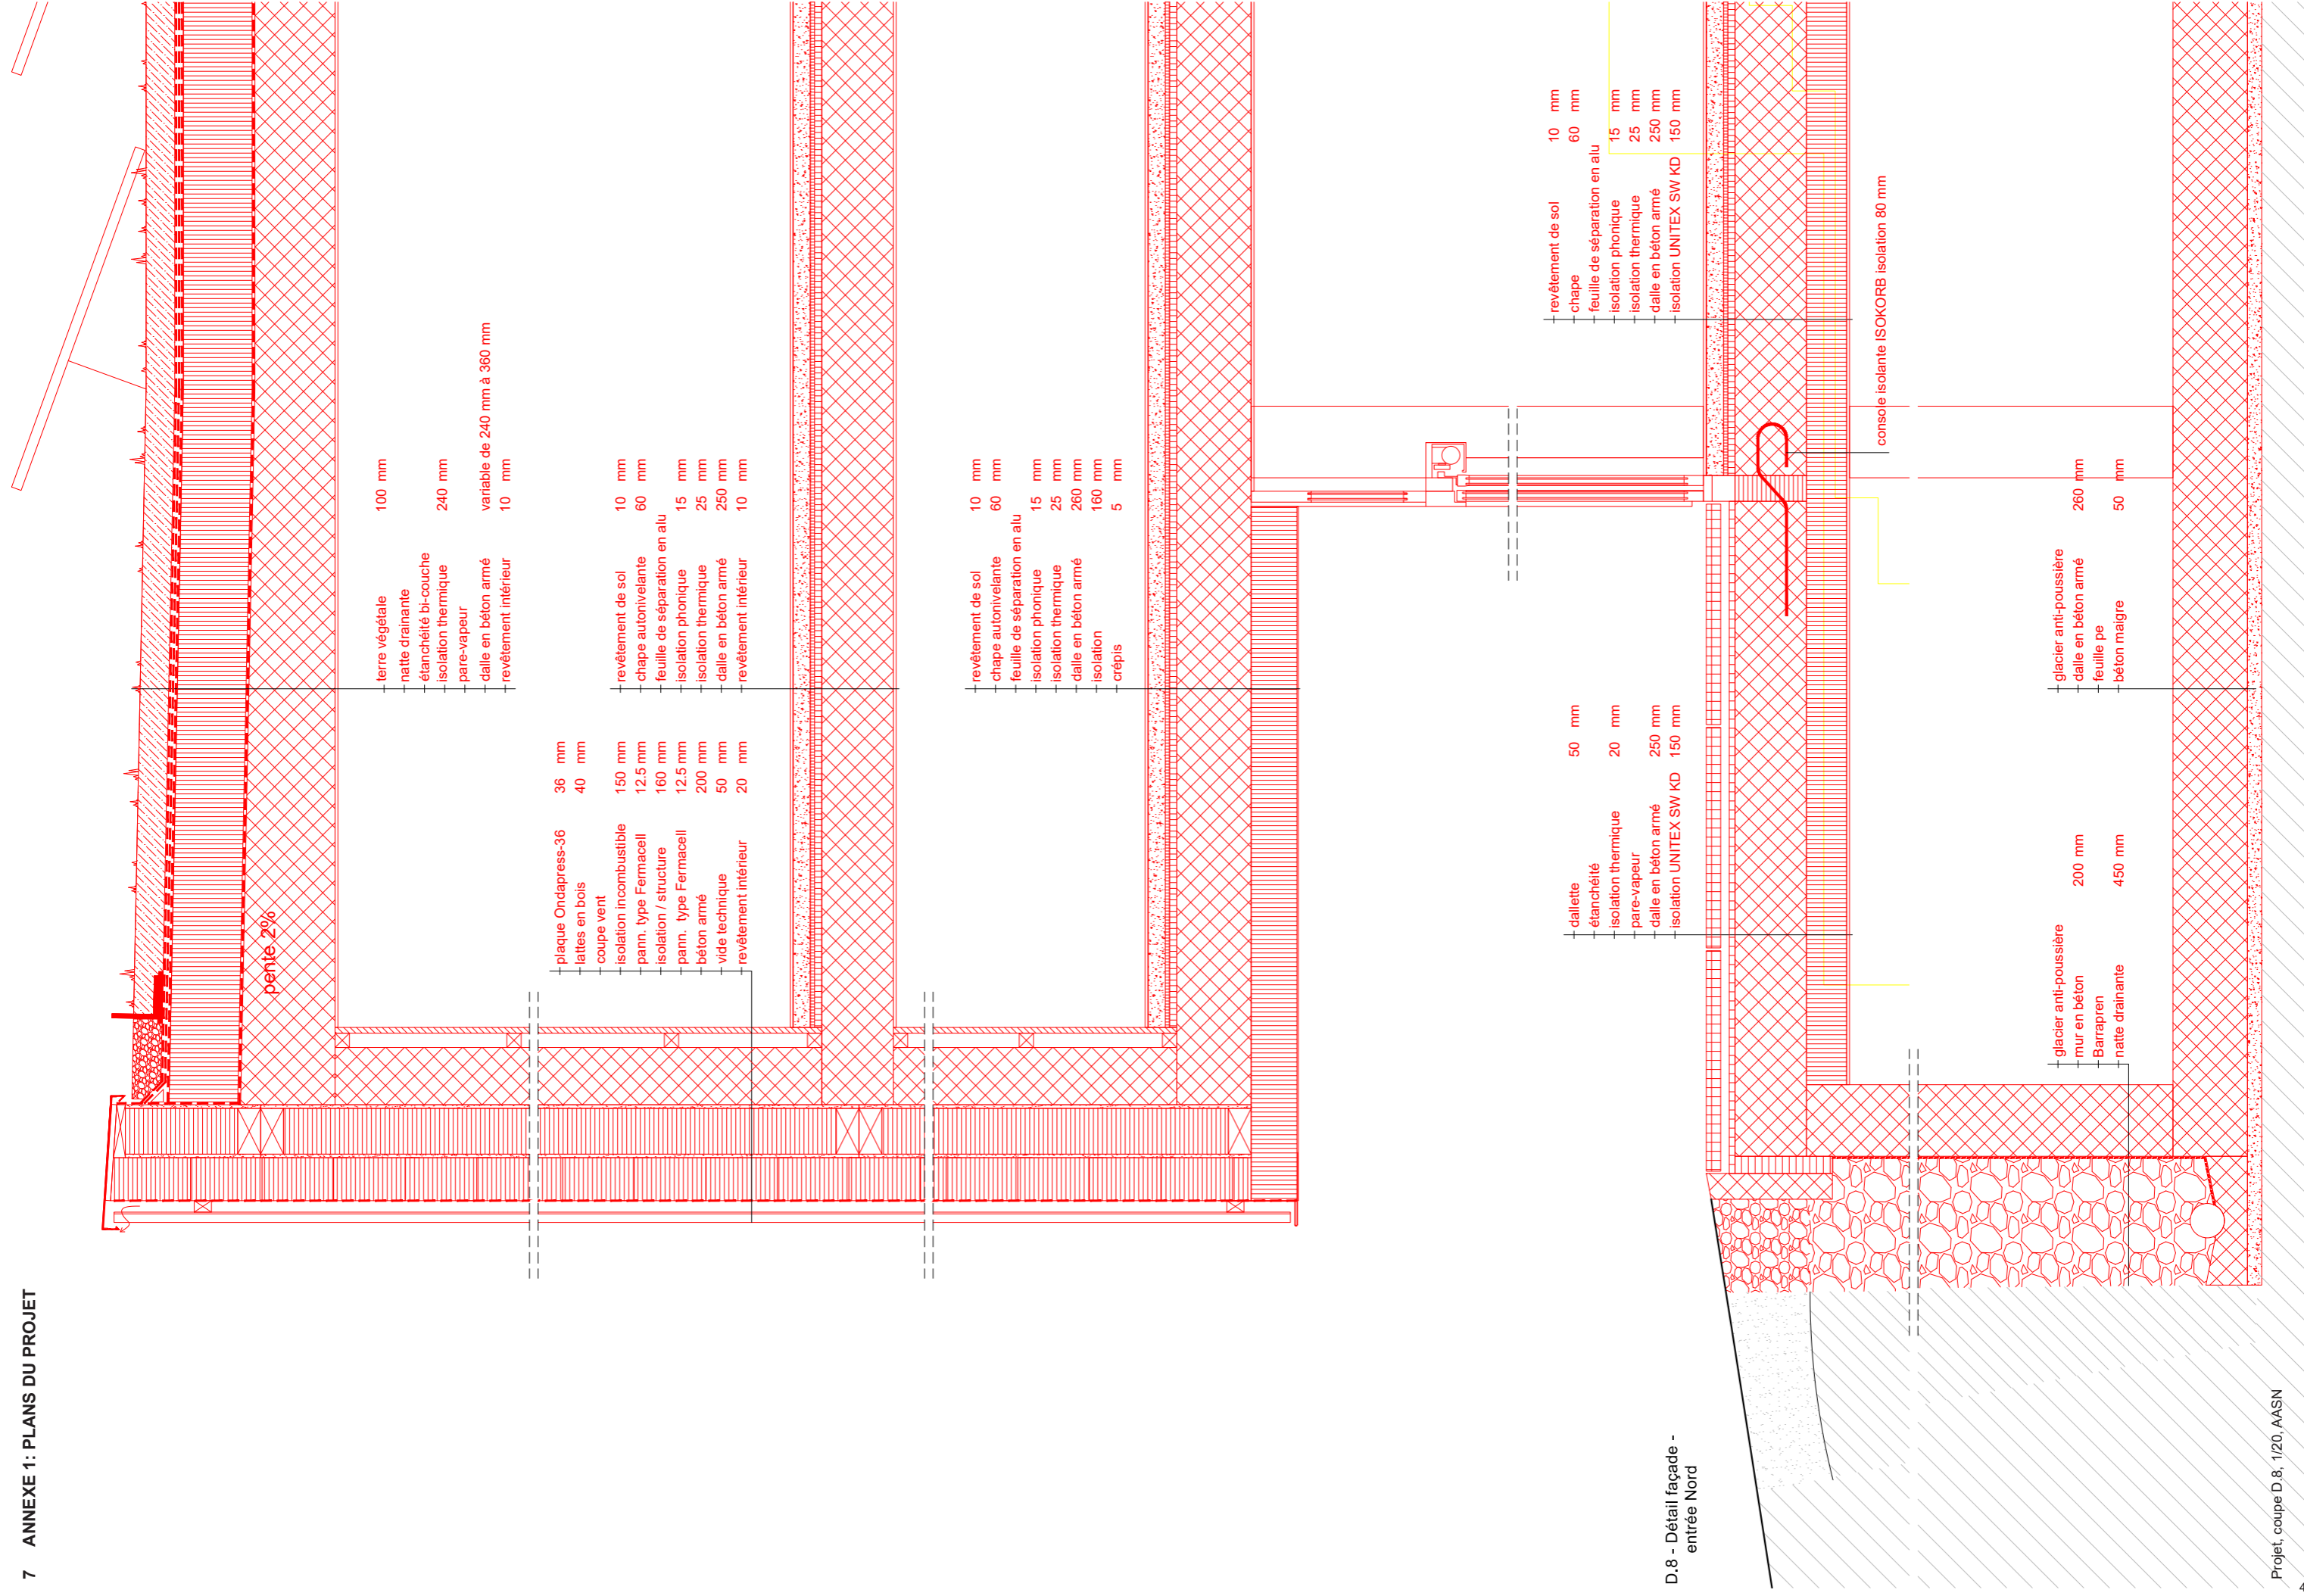 7 ANNEXE 1: PLANS DU PROJET
pente 2%
terre végétale 100 mm
natte drainante
étanchéité bi-couche
isolation thermique 240 mm
pare-vapeur
dalle en béton armé variable de 240 mm à 360 mm
revêtement intérieur 10 mm
plaque Ondapress-36 36 mm
lattes en bois 40 mm
coupe vent
isolation incombustible 150 mm
pann. type Fermacell 12.5 mm
isolation / structure 160 mm
pann. type Fermacell 12.5 mm
béton armé 200 mm
vide technique 50 mm
revêtement intérieur 20 mm
revêtement de sol 10 mm
chape autonivelante 60 mm
feuille de séparation en alu
isolation phonique 15 mm
isolation thermique 25 mm
dalle en béton armé 250 mm
revêtement intérieur 10 mm
revêtement de sol 10 mm
chape autonivelante 60 mm
feuille de séparation en alu
isolation phonique 15 mm
isolation thermique 25 mm
dalle en béton armé 260 mm
isolation 160 mm
crépis 5 mm
dallette 50 mm
étanchéité
isolation thermique 20 mm
pare-vapeur
dalle en béton armé 250 mm
isolation UNITEX SW KD 150 mm
revêtement de sol 10 mm
chape 60 mm
feuille de séparation en alu
isolation phonique 15 mm
isolation thermique 25 mm
dalle en béton armé 250 mm
isolation UNITEX SW KD 150 mm
console isolante ISOKORB isolation 80 mm
glacier anti-poussière
mur en béton 200 mm
Barrapren
natte drainante 450 mm
glacier anti-poussière
dalle en béton armé 260 mm
feuille pe
béton maigre 50 mm
D.8 - Détail façade -
entrée Nord
Projet, coupe D.8, 1/20, AASN